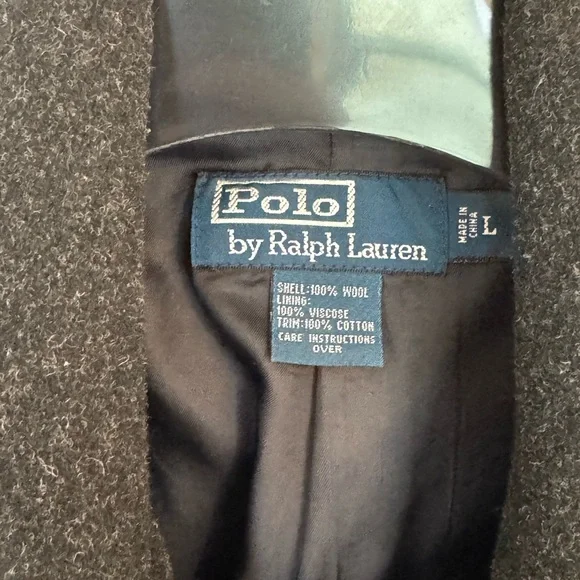 Polo
by Ralph Lauren
MADE IN
CHINA
L
SHELL:100% WOOL
LINING:
100% VISCOSE
TRIM:100% COTTON
CARE INSTRUCTIONS
OVER